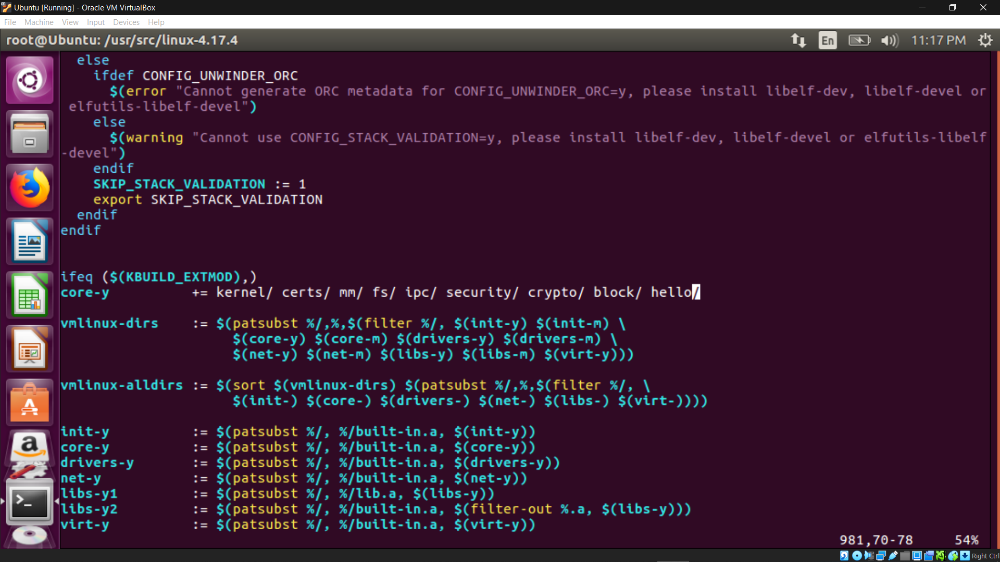 Ubuntu [Running] - Oracle VM VirtualBox
File Machine View Input Devices Help
root@Ubuntu: /usr/src/linux-4.17.4 En 11:17 PM
  else
    ifdef CONFIG_UNWINDER_ORC
      $(error "Cannot generate ORC metadata for CONFIG_UNWINDER_ORC=y, please install libelf-dev, libelf-devel or
 elfutils-libelf-devel")
    else
      $(warning "Cannot use CONFIG_STACK_VALIDATION=y, please install libelf-dev, libelf-devel or elfutils-libelf
-devel")
    endif
    SKIP_STACK_VALIDATION := 1
    export SKIP_STACK_VALIDATION
  endif
endif
ifeq ($(KBUILD_EXTMOD),)
core-y          += kernel/ certs/ mm/ fs/ ipc/ security/ crypto/ block/ hello/
vmlinux-dirs    := $(patsubst %/,%,$(filter %/, $(init-y) $(init-m) \
                     $(core-y) $(core-m) $(drivers-y) $(drivers-m) \
                     $(net-y) $(net-m) $(libs-y) $(libs-m) $(virt-y)))
vmlinux-alldirs := $(sort $(vmlinux-dirs) $(patsubst %/,%,$(filter %/, \
                     $(init-) $(core-) $(drivers-) $(net-) $(libs-) $(virt-))))
init-y          := $(patsubst %/, %/built-in.a, $(init-y))
core-y          := $(patsubst %/, %/built-in.a, $(core-y))
drivers-y       := $(patsubst %/, %/built-in.a, $(drivers-y))
net-y           := $(patsubst %/, %/built-in.a, $(net-y))
libs-y1         := $(patsubst %/, %/lib.a, $(libs-y))
libs-y2         := $(patsubst %/, %/built-in.a, $(filter-out %.a, $(libs-y)))
virt-y          := $(patsubst %/, %/built-in.a, $(virt-y))
981,70-78 54%
Right Ctrl